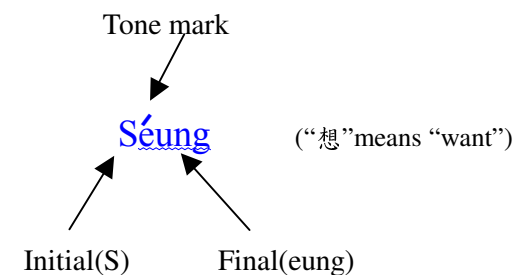 Tone mark
Séung
(“想”means “want”)
Initial(S)
Final(eung)